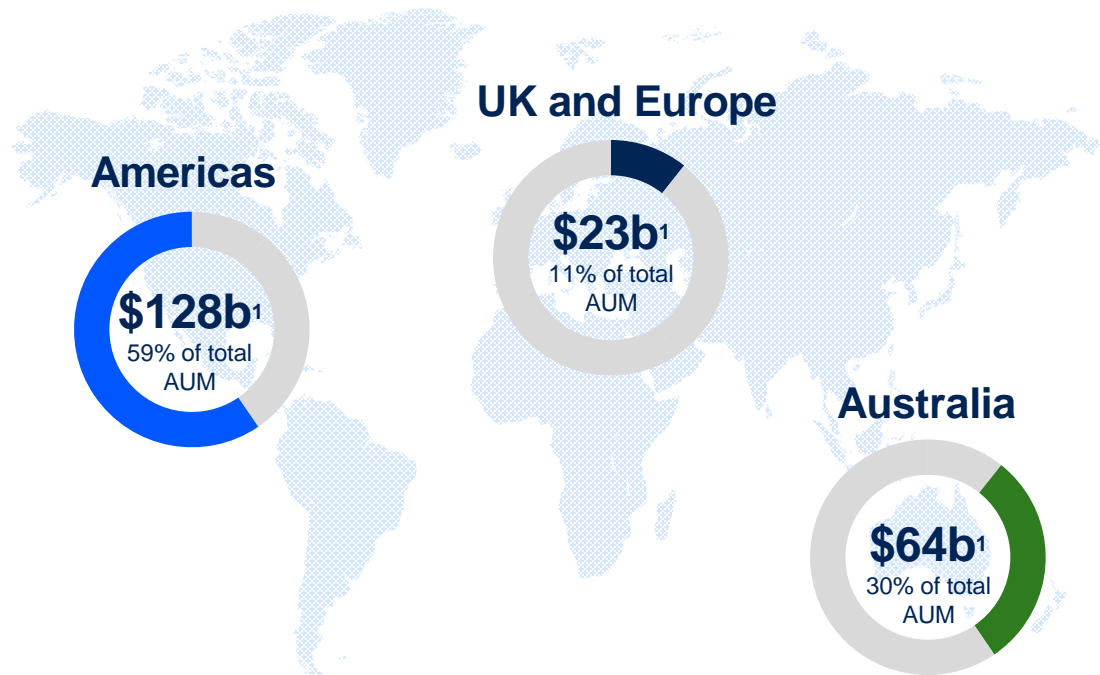 UK and Europe
$23b1
11% of total
AUM
Americas
$128b1
59% of total
AUM
Australia
$64b1
30% of total
AUM